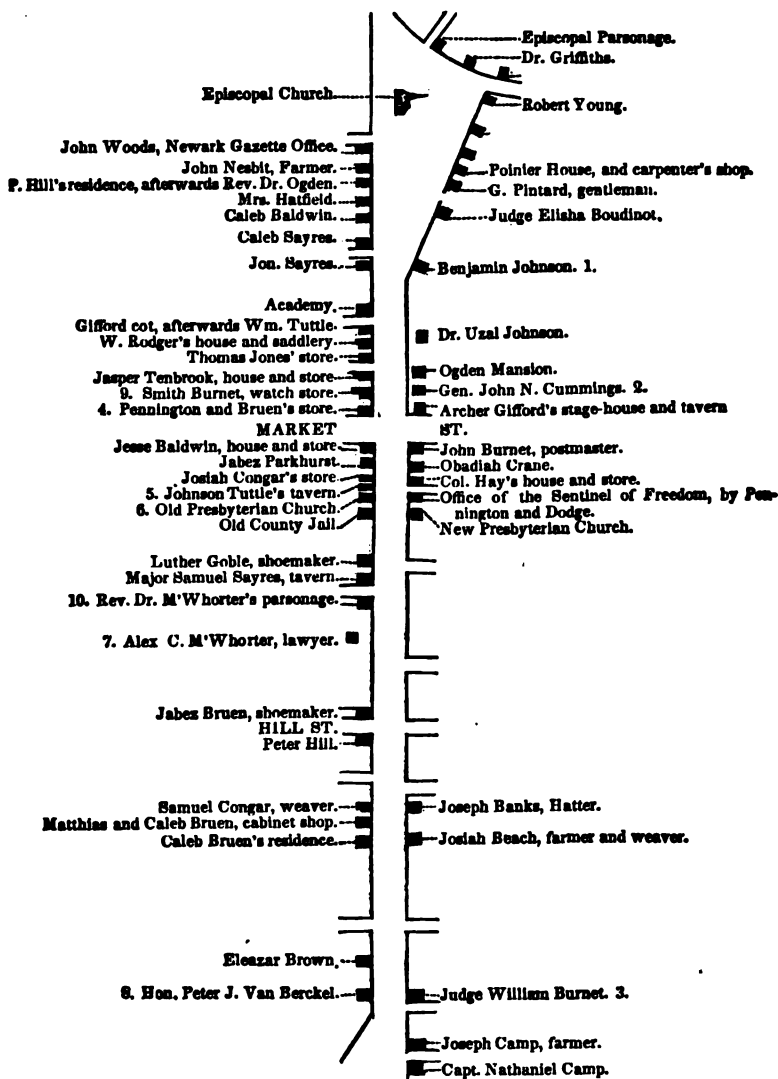 Episcopal Parsonage.
Dr. Griffiths.
Episcopal Church.
Robert Young.
John Woods, Newark Gazette Office.
John Nesbit, Farmer.
Poinier House, and carpenter's shop.
P. Hill's residence, afterwards Rev. Dr. Ogden.
G. Pintard, gentleman.
Mrs. Hatfield.
Caleb Baldwin.
Judge Elisha Boudinot.
Caleb Sayres.
Jon. Sayres.
Benjamin Johnson. 1.
Academy.
Gifford cot, afterwards Wm. Tuttle.
W. Rodger's house and saddlery.
Dr. Uzal Johnson.
Thomas Jones' store.
Jasper Tenbrook, house and store
Ogden Mansion.
9. Smith Burnet, watch store.
Gen. John N. Cummings. 2.
4. Pennington and Bruen's store.
Archer Gifford's stage-house and tavern
MARKET
ST.
Jesse Baldwin, house and store
John Burnet, postmaster.
Jabez Parkhurst.
Obadiah Crane.
Josiah Congar's store
Col. Hay's house and store.
5. Johnson Tuttle's tavern.
Office of the Sentinel of Freedom, by Pen-
6. Old Presbyterian Church.
nington and Dodge.
Old County Jail
New Presbyterian Church.
Luther Goble, shoemaker.
Major Samuel Sayres, tavern
10. Rev. Dr. M'Whorter's parsonage.
7. Alex C. M'Whorter, lawyer.
Jabez Bruen, shoemaker.
HILL ST.
Peter Hill.
Samuel Congar, weaver.
Joseph Banks, Hatter.
Matthias and Caleb Bruen, cabinet shop.
Caleb Bruen's residence.
Josiah Beach, farmer and weaver.
Eleazar Brown.
8. Hon. Peter J. Van Berckel.
Judge William Burnet. 3.
Joseph Camp, farmer.
Capt. Nathaniel Camp.